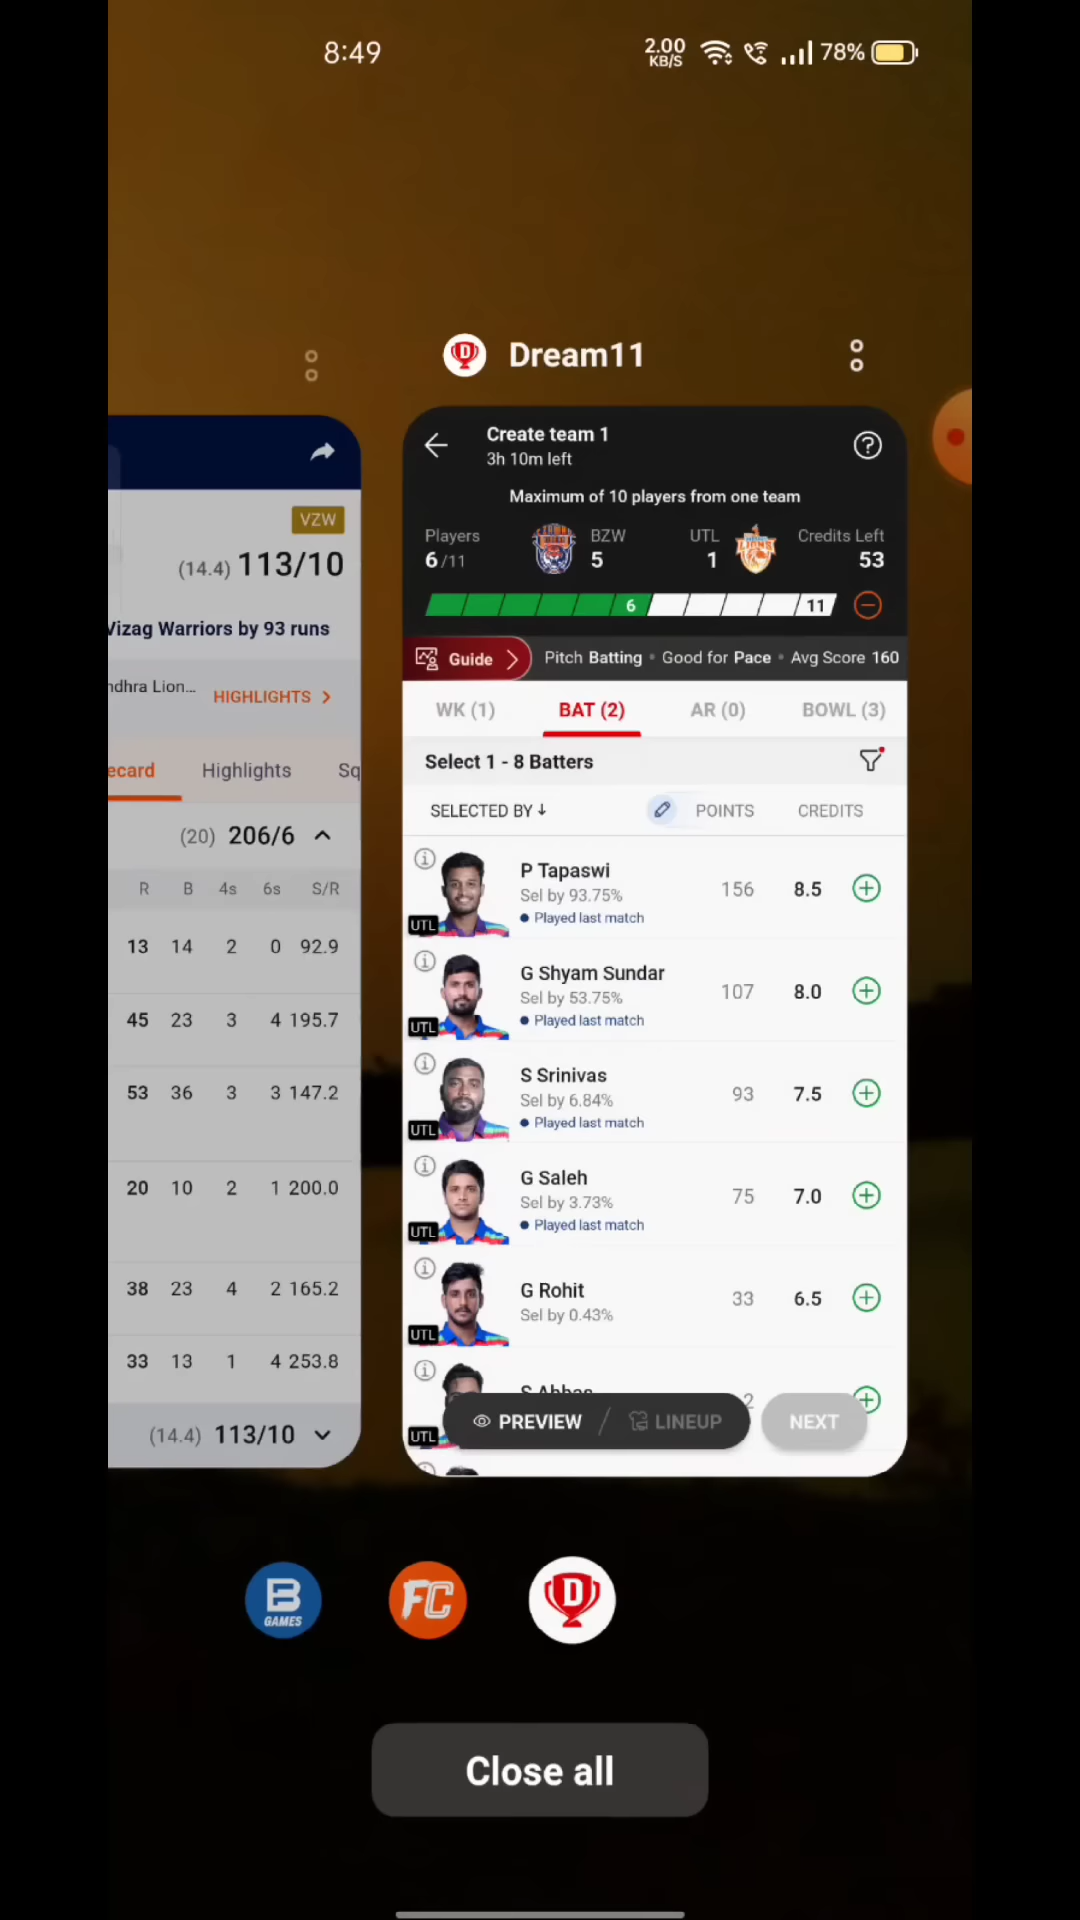 8:49
2.00
KB/S
78%
Dream11
Create team 1
3h 10m left
Maximum of 10 players from one team
Players
6/11
BZW
5
UTL
1
Credits Left
53
6
11
Guide
Pitch Batting • Good for Pace • Avg Score 160
WK (1)
BAT (2)
AR (0)
BOWL (3)
Select 1 - 8 Batters
SELECTED BY ↓
POINTS
CREDITS
P Tapaswi
Sel by 93.75%
Played last match
UTL
156
8.5
G Shyam Sundar
Sel by 53.75%
Played last match
UTL
107
8.0
S Srinivas
Sel by 6.84%
Played last match
UTL
93
7.5
G Saleh
Sel by 3.73%
Played last match
UTL
75
7.0
G Rohit
Sel by 0.43%
UTL
33
6.5
S Abbas
UTL
2
PREVIEW / LINEUP
NEXT
VZW
(14.4) 113/10
Vizag Warriors by 93 runs
ndhra Lion...
HIGHLIGHTS >
ecard
Highlights
Sq
(20) 206/6
R B 4s 6s S/R
13 14 2 0 92.9
45 23 3 4 195.7
53 36 3 3 147.2
20 10 2 1 200.0
38 23 4 2 165.2
33 13 1 4 253.8
(14.4) 113/10
B
GAMES
FC
D
Close all